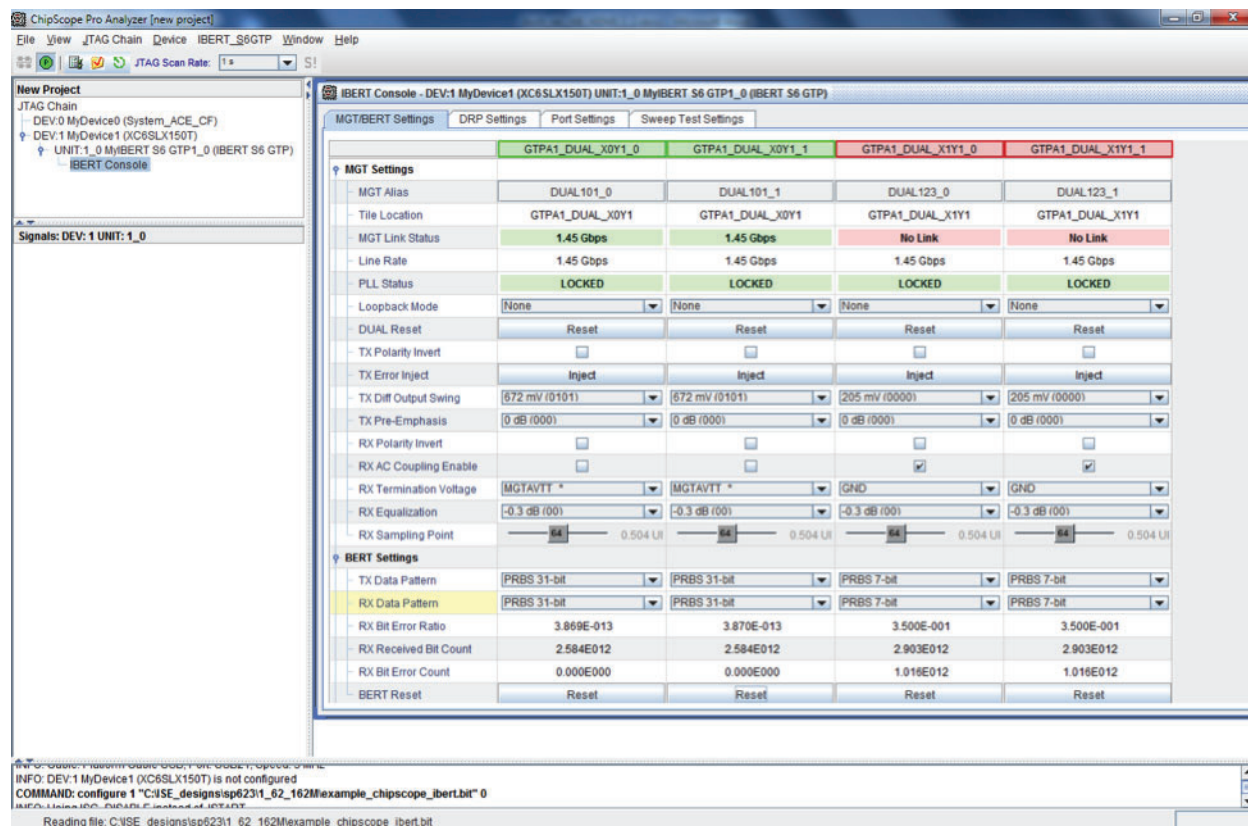 ChipScope Pro Analyzer [new project]
File View JTAG Chain Device IBERT_S6GTP Window Help
JTAG Scan Rate: 1 s S!
New Project
JTAG Chain
DEV:0 MyDevice0 (System_ACE_CF)
DEV:1 MyDevice1 (XC6SLX150T)
UNIT:1_0 MyIBERT S6 GTP1_0 (IBERT S6 GTP)
IBERT Console
Signals: DEV: 1 UNIT: 1_0
IBERT Console - DEV:1 MyDevice1 (XC6SLX150T) UNIT:1_0 MyIBERT S6 GTP1_0 (IBERT S6 GTP)
MGT/BERT Settings DRP Settings Port Settings Sweep Test Settings
GTPA1_DUAL_X0Y1_0 GTPA1_DUAL_X0Y1_1 GTPA1_DUAL_X1Y1_0 GTPA1_DUAL_X1Y1_1
MGT Settings
MGT Alias DUAL101_0 DUAL101_1 DUAL123_0 DUAL123_1
Tile Location GTPA1_DUAL_X0Y1 GTPA1_DUAL_X0Y1 GTPA1_DUAL_X1Y1 GTPA1_DUAL_X1Y1
MGT Link Status 1.45 Gbps 1.45 Gbps No Link No Link
Line Rate 1.45 Gbps 1.45 Gbps 1.45 Gbps 1.45 Gbps
PLL Status LOCKED LOCKED LOCKED LOCKED
Loopback Mode None None None None
DUAL Reset Reset Reset Reset Reset
TX Polarity Invert
TX Error Inject Inject Inject Inject Inject
TX Diff Output Swing 672 mV (0101) 672 mV (0101) 205 mV (0000) 205 mV (0000)
TX Pre-Emphasis 0 dB (000) 0 dB (000) 0 dB (000) 0 dB (000)
RX Polarity Invert
RX AC Coupling Enable
RX Termination Voltage MGTAVTT * MGTAVTT * GND GND
RX Equalization -0.3 dB (00) -0.3 dB (00) -0.3 dB (00) -0.3 dB (00)
RX Sampling Point 64 0.504 UI 64 0.504 UI 64 0.504 UI 64 0.504 UI
BERT Settings
TX Data Pattern PRBS 31-bit PRBS 31-bit PRBS 7-bit PRBS 7-bit
RX Data Pattern PRBS 31-bit PRBS 31-bit PRBS 7-bit PRBS 7-bit
RX Bit Error Ratio 3.869E-013 3.870E-013 3.500E-001 3.500E-001
RX Received Bit Count 2.584E012 2.584E012 2.903E012 2.903E012
RX Bit Error Count 0.000E000 0.000E000 1.016E012 1.016E012
BERT Reset Reset Reset Reset Reset
INFO: DEV:1 MyDevice1 (XC6SLX150T) is not configured
COMMAND: configure 1 "C:\ISE_designs\sp623\1_62_162M\example_chipscope_ibert.bit" 0
Reading file: C:\ISE_designs\sp623\1_62_162M\example_chipscope_ibert.bit